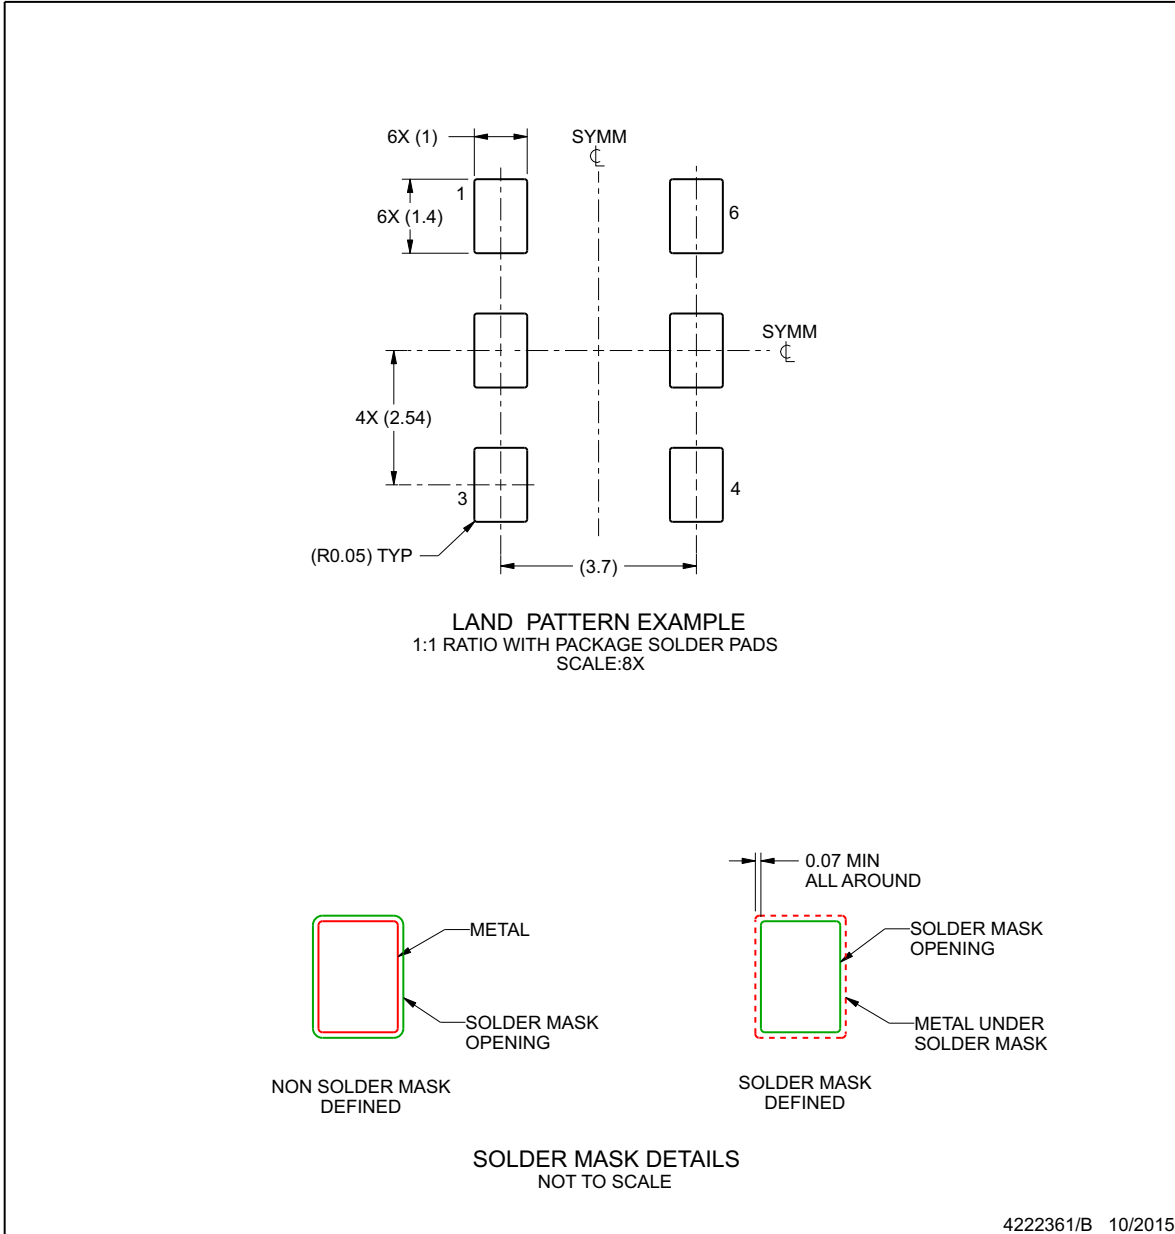 6X (1)
SYMM
1
6X (1.4)
6
SYMM
4X (2.54)
3
4
(R0.05) TYP
(3.7)
LAND PATTERN EXAMPLE
1:1 RATIO WITH PACKAGE SOLDER PADS
SCALE:8X
0.07 MIN
ALL AROUND
METAL
SOLDER MASK
OPENING
SOLDER MASK
OPENING
METAL UNDER
SOLDER MASK
NON SOLDER MASK
DEFINED
SOLDER MASK
DEFINED
SOLDER MASK DETAILS
NOT TO SCALE
4222361/B 10/2015